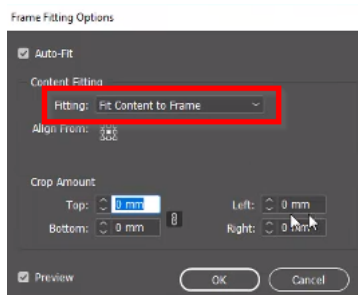 Frame Fitting Options
Auto-Fit
Content Fitting
Fitting: Fit Content to Frame
Align From:
Crop Amount
Top: 0 mm Left: 0 mm
Bottom: 0 mm Right: 0 mm
Preview OK Cancel